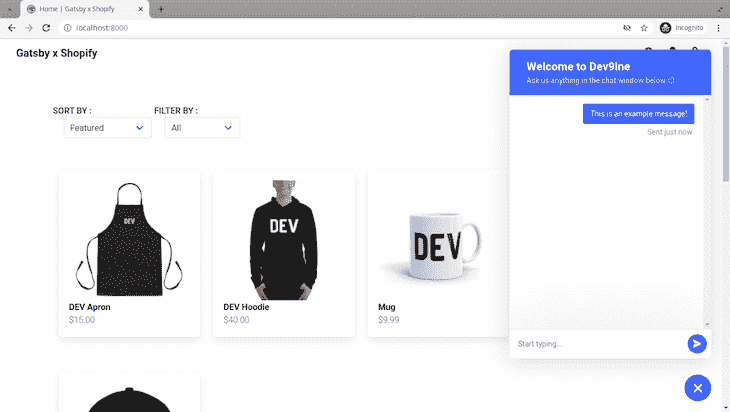 Home | Gatsby x Shopify
localhost:8000
Incognito
Gatsby x Shopify
SORT BY :
FILTER BY :
Featured
All
Welcome to Dev9ine
Ask us anything in the chat window below
This is an example message!
Sent just now
DEV
DEV Apron
$15.00
DEV
DEV Hoodie
$40.00
DEV
Mug
$9.99
Start typing...